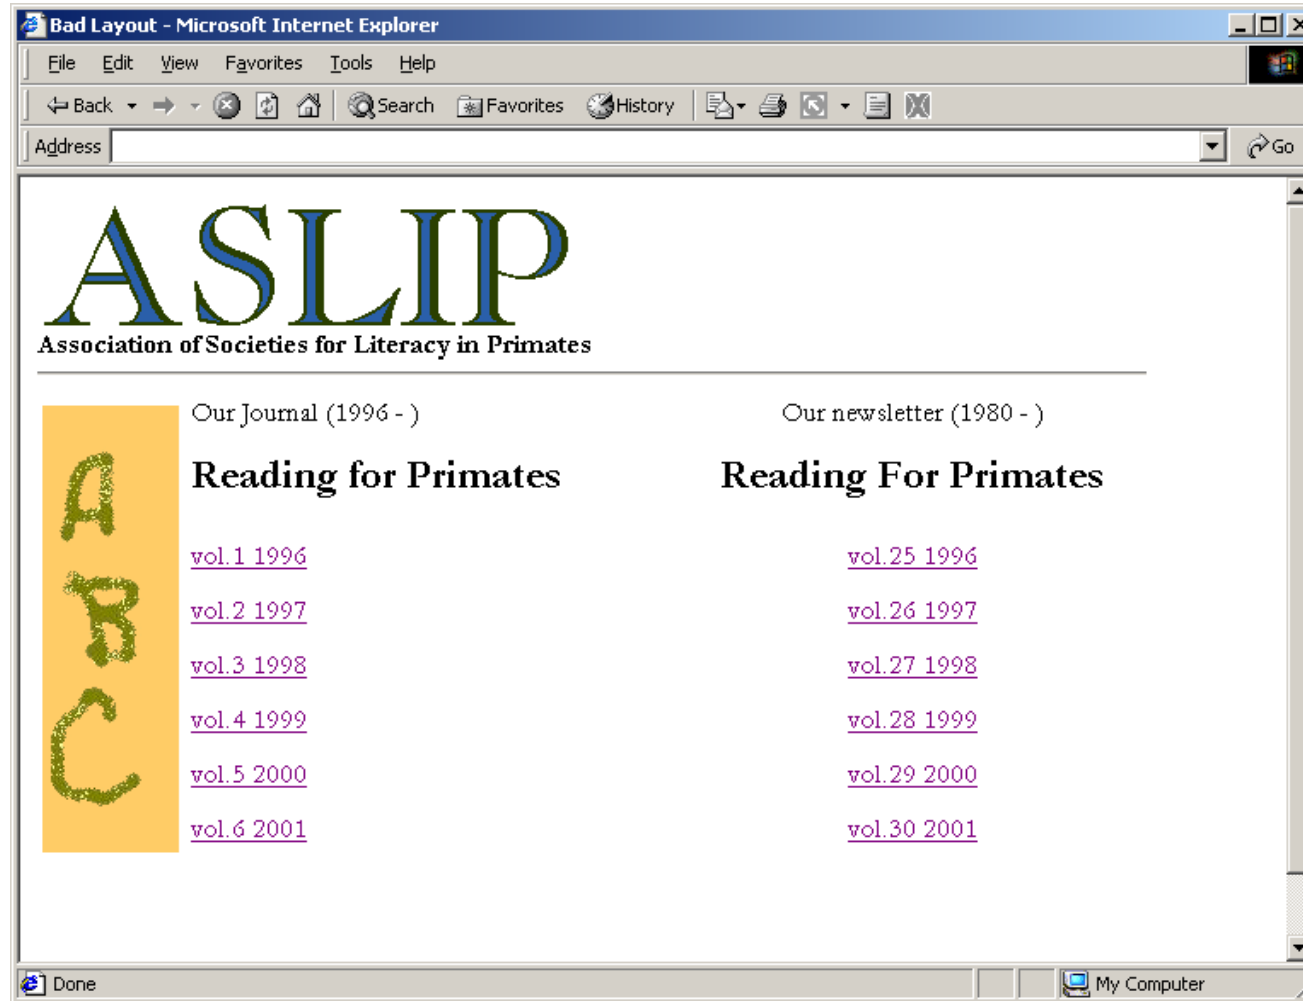 Bad Layout - Microsoft Internet Explorer
File Edit View Favorites Tools Help
Back Search Favorites History
Address Go
ASLIP
Association of Societies for Literacy in Primates
Our Journal (1996 - ) Our newsletter (1980 - )
Reading for Primates Reading For Primates
A
B
C
vol.1 1996 vol.25 1996
vol.2 1997 vol.26 1997
vol.3 1998 vol.27 1998
vol.4 1999 vol.28 1999
vol.5 2000 vol.29 2000
vol.6 2001 vol.30 2001
Done My Computer